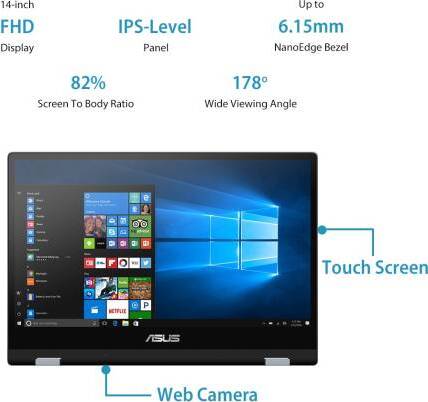 14-inch
FHD
Display
IPS-Level
Panel
Up to
6.15mm
NanoEdge Bezel
82%
Screen To Body Ratio
178°
Wide Viewing Angle
NETFLIX
ASUS
Touch Screen
Web Camera